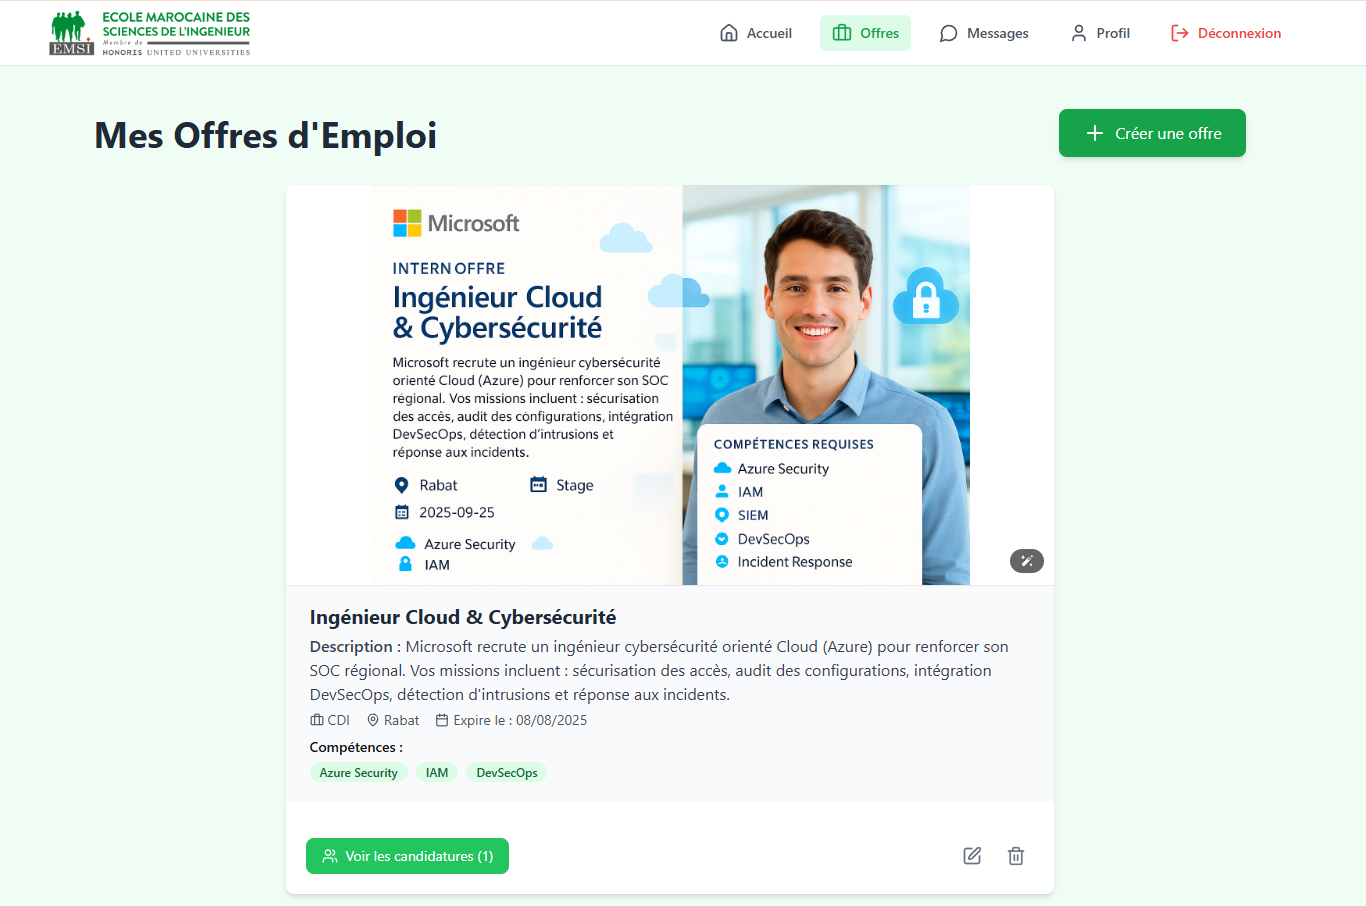 ECOLE MAROCAINE DES
SCIENCES DE L'INGENIEUR
Membre de
HONORIS UNITED UNIVERSITIES
EMSI
Accueil
Offres
Messages
Profil
Déconnexion
Mes Offres d'Emploi
Créer une offre
Microsoft
INTERN OFFRE
Ingénieur Cloud
& Cybersécurité
Microsoft recrute un ingénieur cybersécurité
orienté Cloud (Azure) pour renforcer son SOC
régional. Vos missions incluent : sécurisation
des accès, audit des configurations, intégration
DevSecOps, détection d'intrusions et
réponse aux incidents.
Rabat
Stage
2025-09-25
Azure Security
IAM
COMPÉTENCES REQUISES
Azure Security
IAM
SIEM
DevSecOps
Incident Response
Ingénieur Cloud & Cybersécurité
Description : Microsoft recrute un ingénieur cybersécurité orienté Cloud (Azure) pour renforcer son
SOC régional. Vos missions incluent : sécurisation des accès, audit des configurations, intégration
DevSecOps, détection d'intrusions et réponse aux incidents.
CDI Rabat Expire le : 08/08/2025
Compétences :
Azure Security IAM DevSecOps
Voir les candidatures (1)